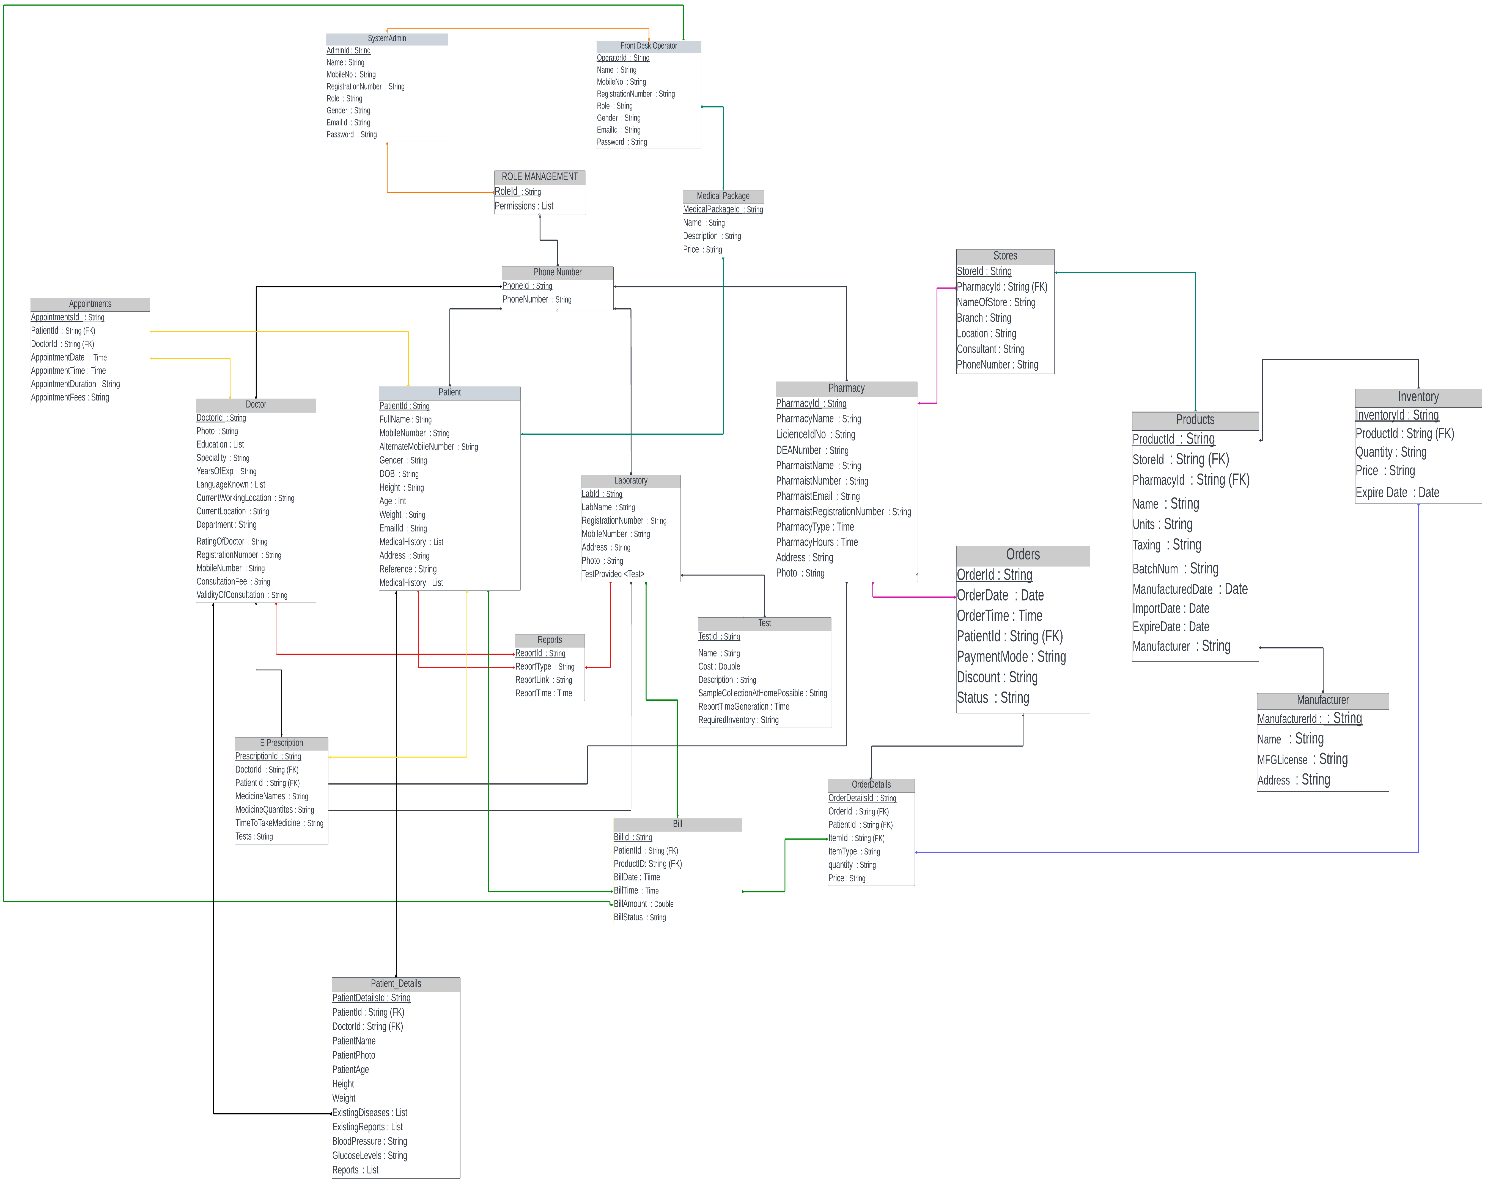 SystemAdmin
AdminId : String
Name : String
MobileNo : String
RegistrationNumber : String
Role : String
Gender : String
EmailId : String
Password : String
Front Desk Operator
OperatorId : String
Name : String
MobileNo : String
RegistrationNumber : String
Role : String
Gender : String
EmailId : String
Password : String
ROLE MANAGEMENT
RoleId : String
Permissions : List
Medical Package
MedicalPackageId : String
Name : String
Description : String
Price : String
Phone Number
PhoneId : String
PhoneNumber : String
Appointments
AppointmentsId : String
PatientId : String (FK)
DoctorId : String (FK)
AppointmentDate : Time
AppointmentTime : Time
AppointmentDuration : String
AppointmentFees : String
Doctor
DoctorId : String
Photo : String
Education : List
Speciality : String
YearsOfExp : String
LanguageKnown : List
CurrentWorkingLocation : String
CurrentLocation : String
Department : String
RatingOfDoctor : String
RegistrationNumber : String
MobileNumber : String
ConsultationFee : String
ValidityOfConsultation : String
Patient
PatientId : String
FullName : String
MobileNumber : String
AlternateMobileNumber : String
Gender : String
DOB : String
Height : String
Age : Int
Weight : String
EmailId : String
MedicalHistory : List
Address : String
Reference : String
MedicalHistory : List
Laboratory
LabId : String
LabName : String
RegistrationNumber : String
MobileNumber : String
Address : String
Photo : String
TestProvided <Test>
Pharmacy
PharmacyId : String
PharmacyName : String
LicienceIdNo : String
DEANumber : String
PharmaistName : String
PharmaistNumber : String
PharmaistEmail : String
PharmaistRegistrationNumber : String
PharmacyType : Time
PharmacyHours : Time
Address : String
Photo : String
Stores
StoreId : String
PharmacyId : String (FK)
NameOfStore : String
Branch : String
Location : String
Consultant : String
PhoneNumber : String
Products
ProductId : String
StoreId : String (FK)
PharmacyId : String (FK)
Name : String
Units : String
Taxing : String
BatchNum : String
ManufacturedDate : Date
ImportDate : Date
ExpireDate : Date
Manufacturer : String
Inventory
InventoryId : String
ProductId : String (FK)
Quantity : String
Price : String
Expire Date : Date
Orders
OrderId : String
OrderDate : Date
OrderTime : Time
PatientId : String (FK)
PaymentMode : String
Discount : String
Status : String
Manufacturer
ManufacturerId : : String
Name : String
MFGLicense : String
Address : String
Reports
ReportId : String
ReportType : String
ReportLink : String
ReportTime : Time
Test
TestId : String
Name : String
Cost : Double
Description : String
SampleCollectionAtHomePossible : String
ReportTimeGeneration : Time
RequiredInventory : String
E Prescription
PrescriptionId : String
DoctorId : String (FK)
PatientId : String (FK)
MedicineNames : String
MedicineQuantites : String
TimeToTakeMedicine : String
Tests : String
OrderDetails
OrderDetailsId : String
OrderId : String (FK)
PatientId : String (FK)
ItemId : String (FK)
ItemType : String
quantity : String
Price : String
Bill
BillId : String
PatientId : String (FK)
ProductID: String (FK)
BillDate : Time
BillTime : Time
BillAmount : Double
BillStatus : String
Patient_Details
PatientDetailsId : String
PatientId : String (FK)
DoctorId : String (FK)
PatientName
PatientPhoto
PatientAge
Height
Weight
ExistingDiseases : List
ExistingReports : List
BloodPressure : String
GlucoseLevels : String
Reports : List